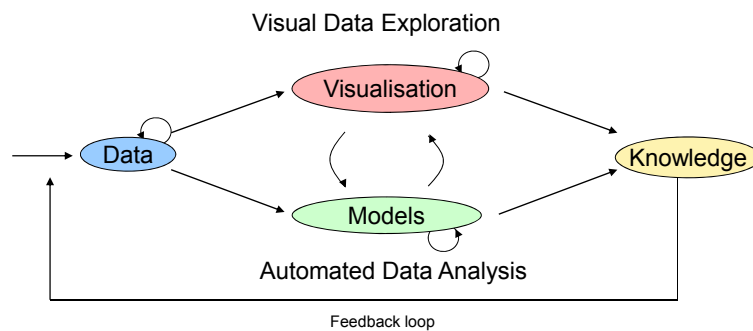 Visual Data Exploration
Visualisation
Data
Knowledge
Models
Automated Data Analysis
Feedback loop